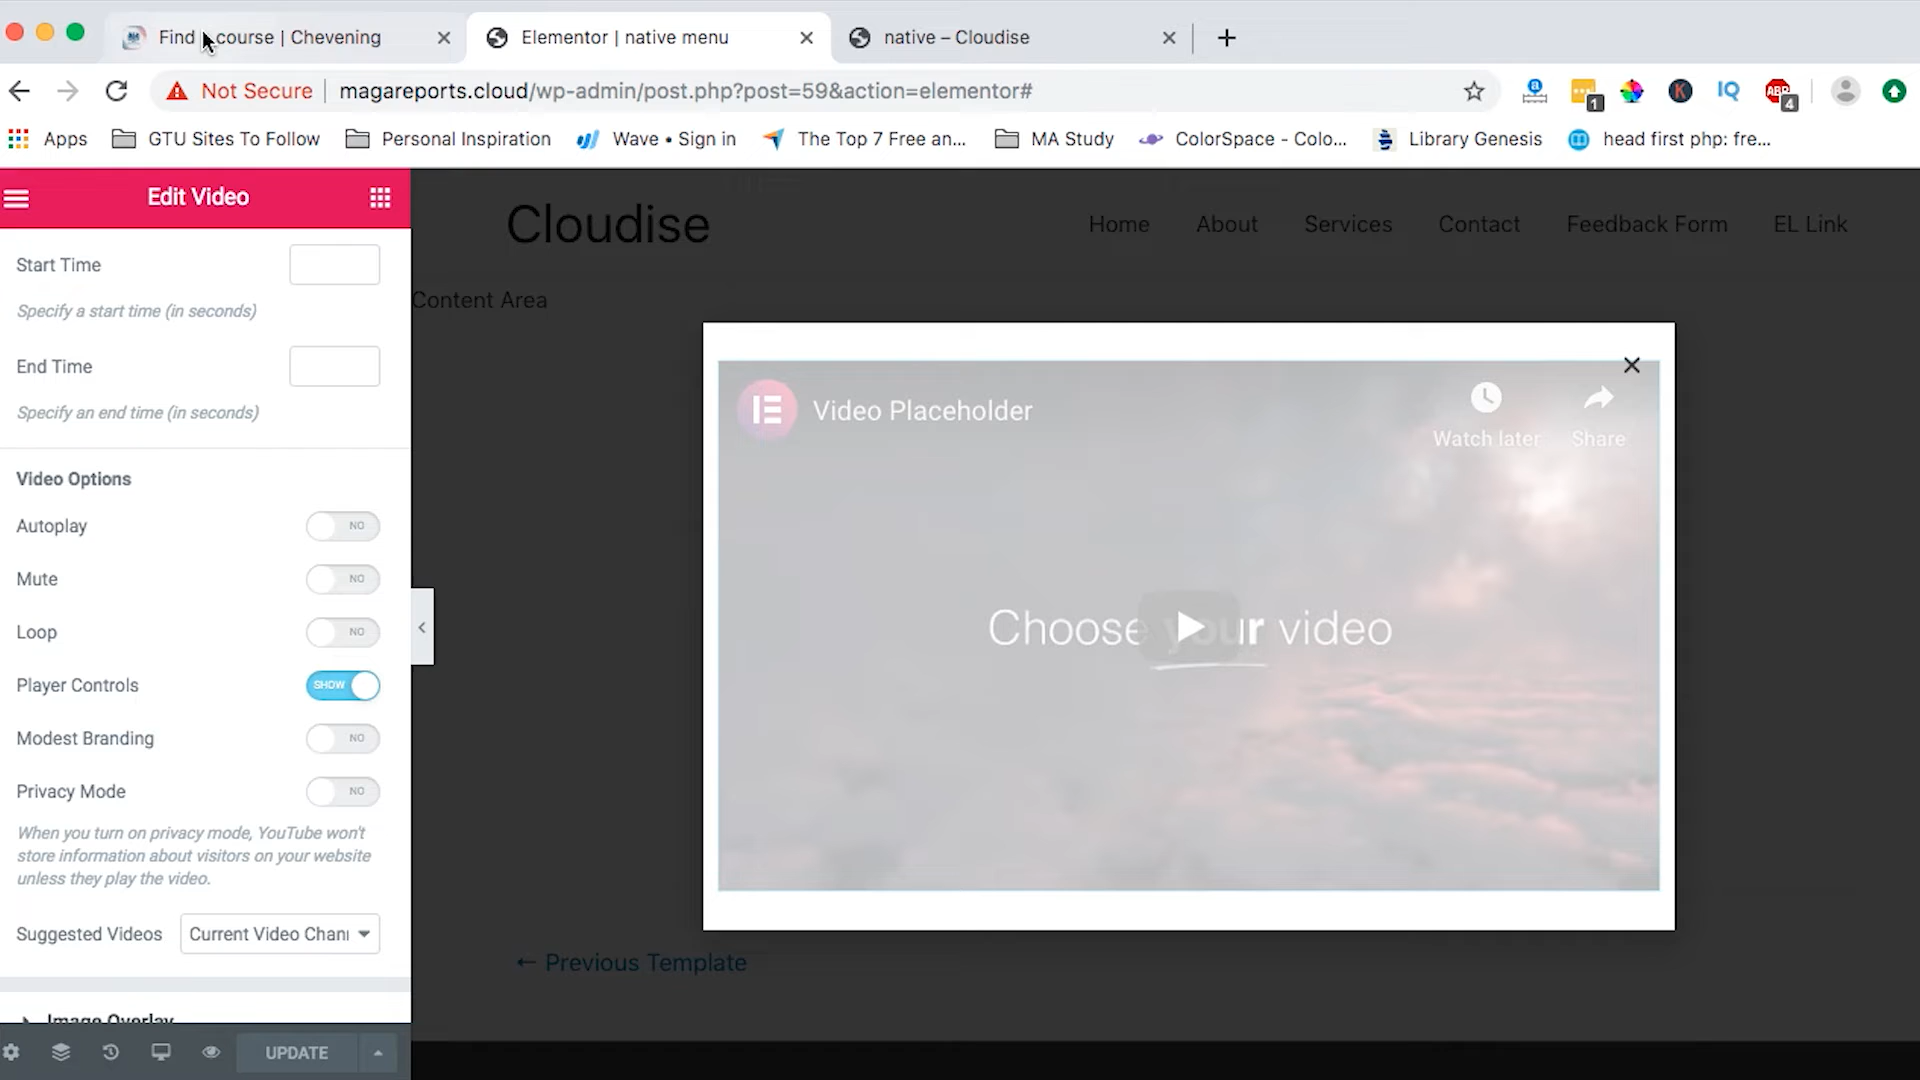 Find a course | Chevening
Elementor | native menu
native – Cloudise
Not Secure
magareports.cloud/wp-admin/post.php?post=59&action=elementor#
1
K
IQ
ABP
4
Apps
GTU Sites To Follow
Personal Inspiration
Wave • Sign in
The Top 7 Free an...
MA Study
ColorSpace - Colo...
Library Genesis
head first php: fre...
Edit Video
Start Time
Specify a start time (in seconds)
End Time
Specify an end time (in seconds)
Video Options
Autoplay
NO
Mute
NO
Loop
NO
Player Controls
SHOW
Modest Branding
NO
Privacy Mode
NO
When you turn on privacy mode, YouTube won't
store information about visitors on your website
unless they play the video.
Suggested Videos
Current Video Chan
Image Overlay
UPDATE
Cloudise
Home
About
Services
Contact
Feedback Form
EL Link
Content Area
Video Placeholder
Watch later
Share
Choose your video
← Previous Template